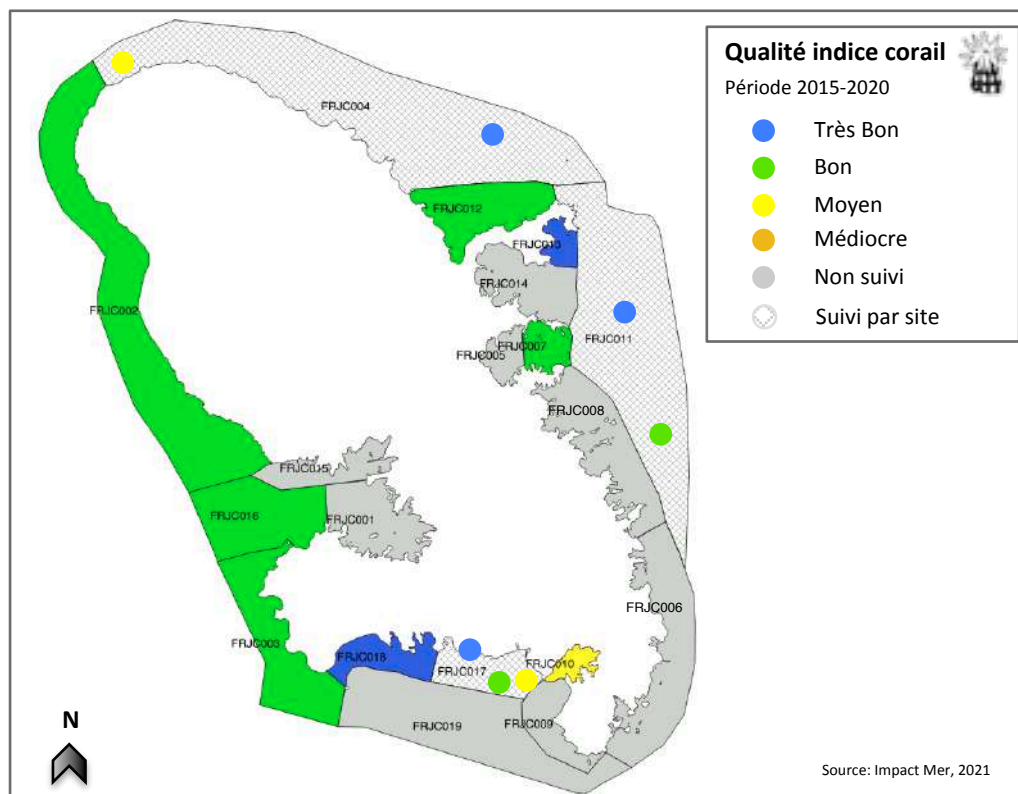 Qualité indice corail
Période 2015-2020
Très Bon
Bon
Moyen
Médiocre
Non suivi
Suivi par site
FRJC004
FRJC012
FRJC013
FRJC014
FRJC002
FRJC007
FRJC011
FRJC005
FRJC008
FRJC015
FRJC016
FRJC001
FRJC006
FRJC003
FRJC018
FRJC017
FRJC010
FRJC019
FRJC009
N
Source: Impact Mer, 2021